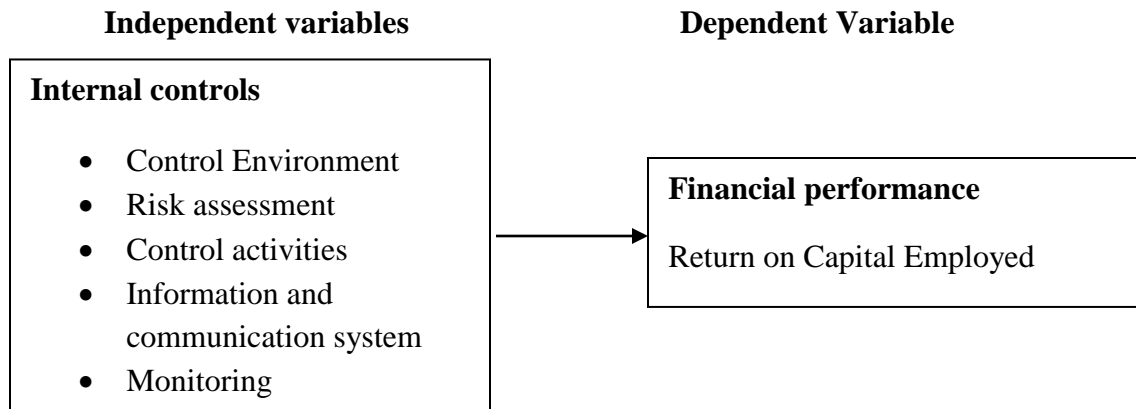 Independent variables
Dependent Variable
Internal controls
• Control Environment
• Risk assessment
• Control activities
• Information and
communication system
• Monitoring
Financial performance
Return on Capital Employed